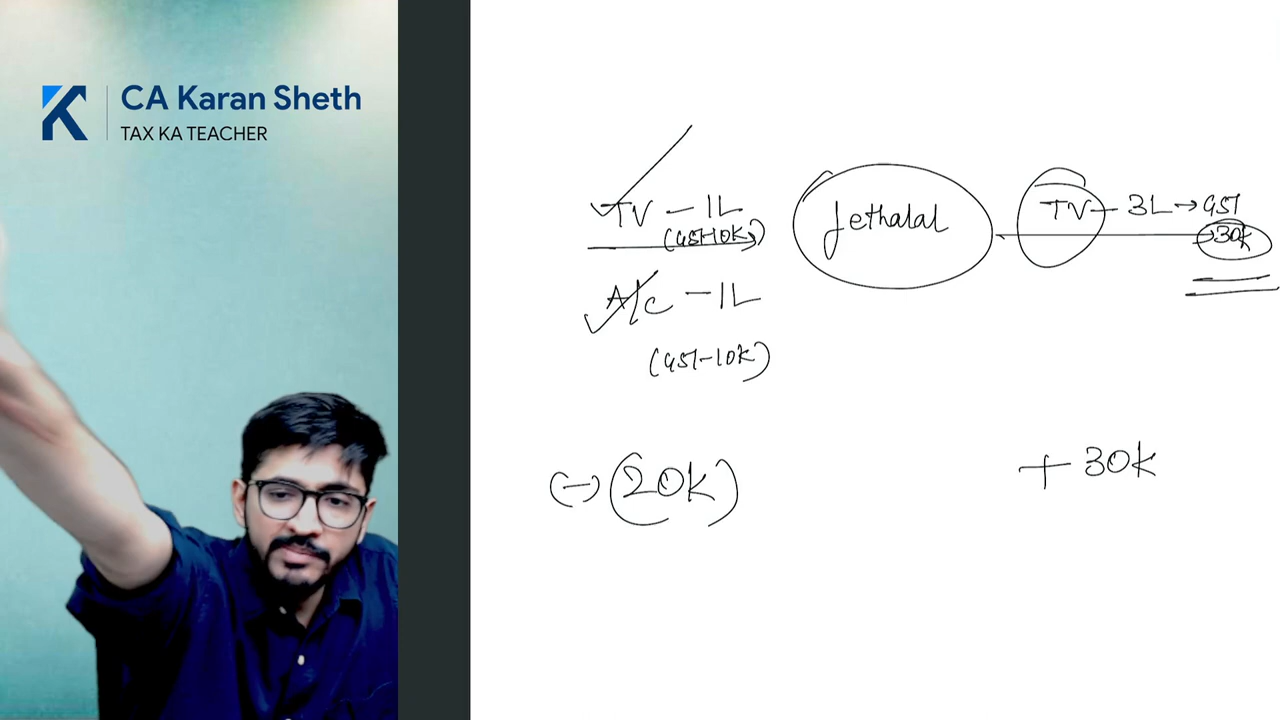 CA Karan Sheth
TAX KA TEACHER
TV - 1L
(GST-10K)
A/C - 1L
(GST-10K)
Jethalal
TV - 3L → GST
→ 30K
(-) (20K)
+ 30K